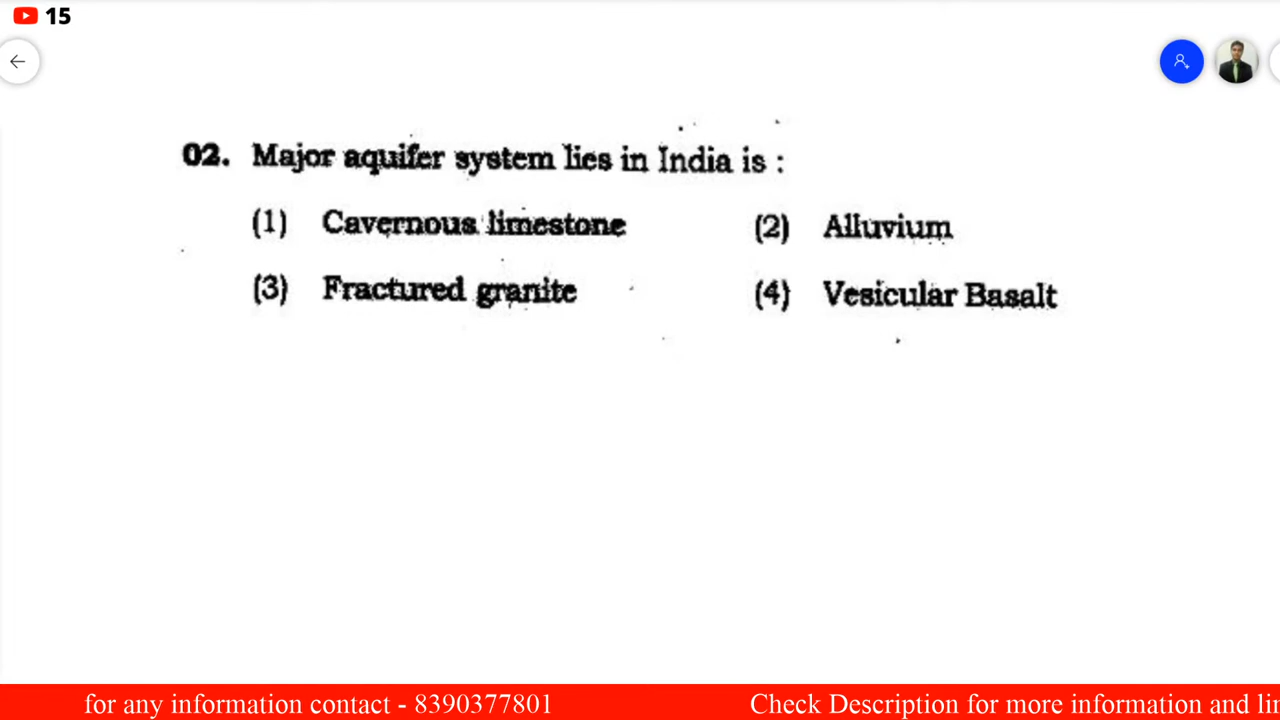 15
02. Major aquifer system lies in India is :
(1) Cavernous limestone (2) Alluvium
(3) Fractured granite (4) Vesicular Basalt
for any information contact - 8390377801 Check Description for more information and lin